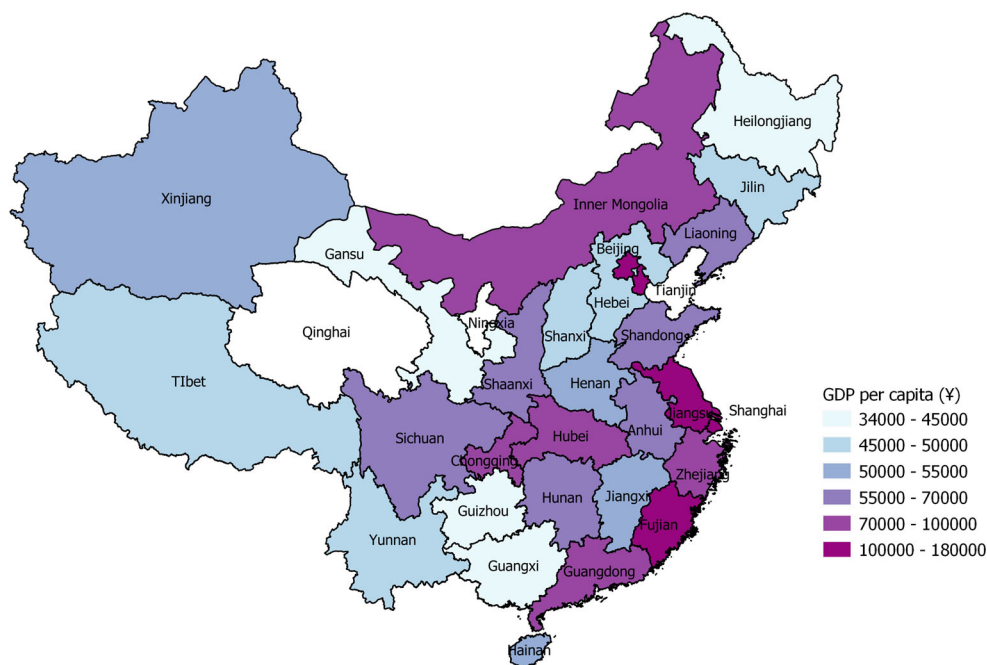 Heilongjiang
Jilin
Xinjiang
Inner Mongolia
Liaoning
Gansu
Beijing
Tianjin
Hebei
Ningxia
Qinghai
Shanxi
Shandong
TIbet
Shaanxi
Henan
GDP per capita (¥)
34000 - 45000
45000 - 50000
50000 - 55000
55000 - 70000
70000 - 100000
100000 - 180000
Jiangsu
Shanghai
Sichuan
Anhui
Hubei
Chongqing
Zhejiang
Hunan
Jiangxi
Guizhou
Fujian
Yunnan
Guangxi
Guangdong
Hainan